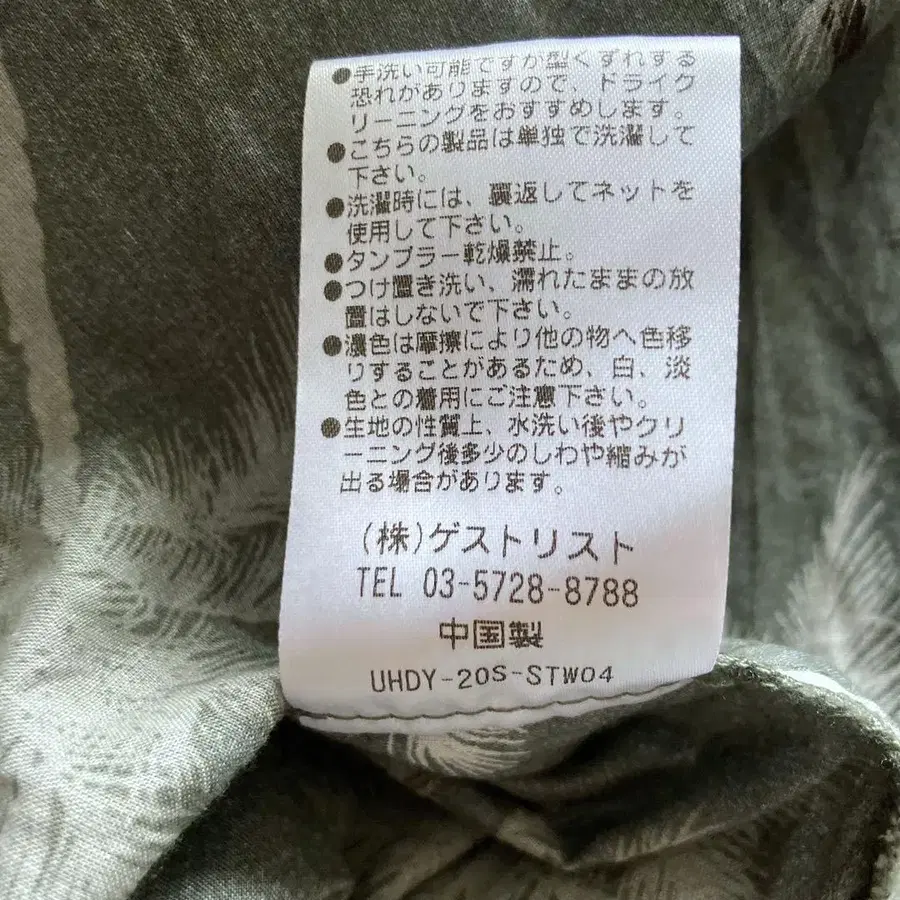 ●手洗い可能ですが型くずれする
恐れがありますので、ドライク
リーニングをおすすめします。
●こちらの製品は単独で洗濯して
下さい。
●洗濯時には、裏返してネットを
使用して下さい。
●タンブラー乾燥禁止。
●つけ置き洗い、濡れたままの放
置はしないで下さい。
●濃色は摩擦により他の物へ色移
りすることがあるため、白、淡
色との着用にご注意下さい。
●生地の性質上、水洗い後やクリ
ーニング後多少のしわや縮みが
出る場合があります。
(株)ゲストリスト
TEL 03-5728-8788
中国製
UHDY-20S-STW04